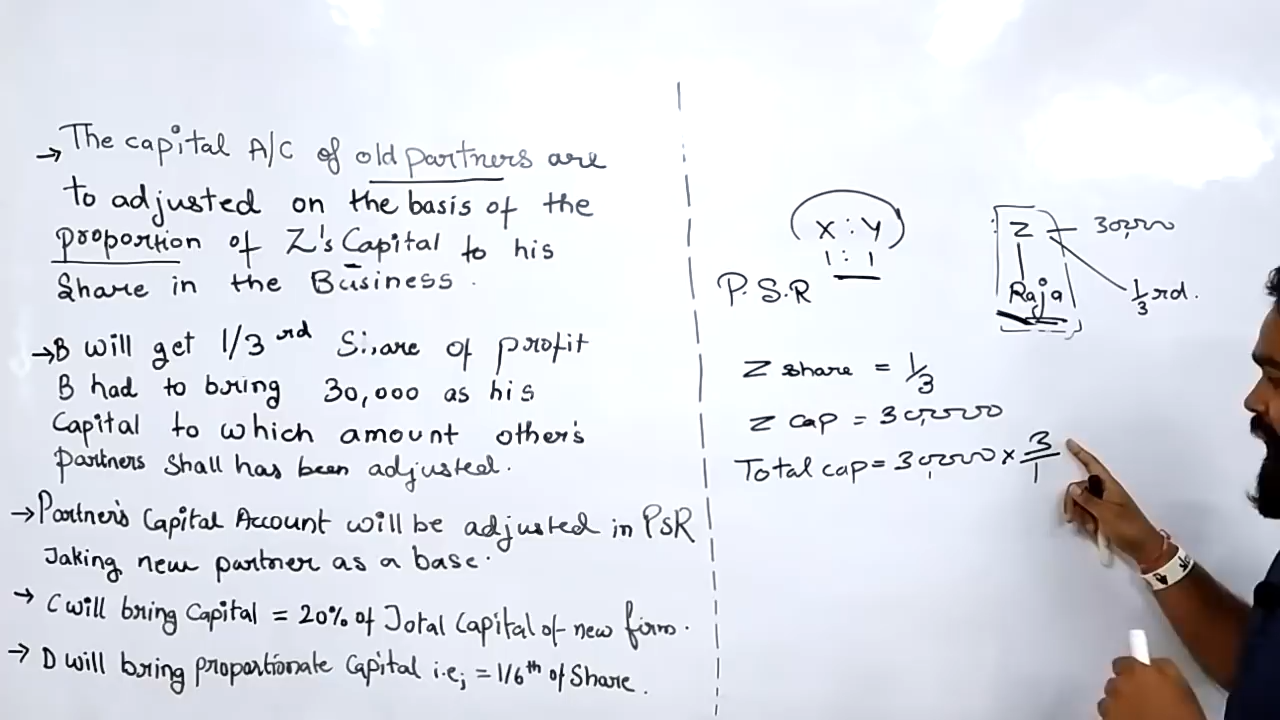 → The capital A/C of old partners are
to adjusted on the basis of the
proportion of Z's Capital to his
Share in the Business.
→ B will get 1/3 rd Share of profit
B had to bring 30,000 as his
Capital to which amount other's
partners Shall has been adjusted.
→ Partner's Capital Account will be adjusted in PSR
Taking new partner as a base.
→ C will bring Capital = 20% of Total Capital of new firm.
→ D will bring proportionate Capital i.e; = 1/6th of Share.
X : Y
1 : 1
P.S.R
Z — 30,000
Raja
1/3 rd.
Z share = 1/3
Z cap = 30,000
Total cap = 30,000 × 3/1